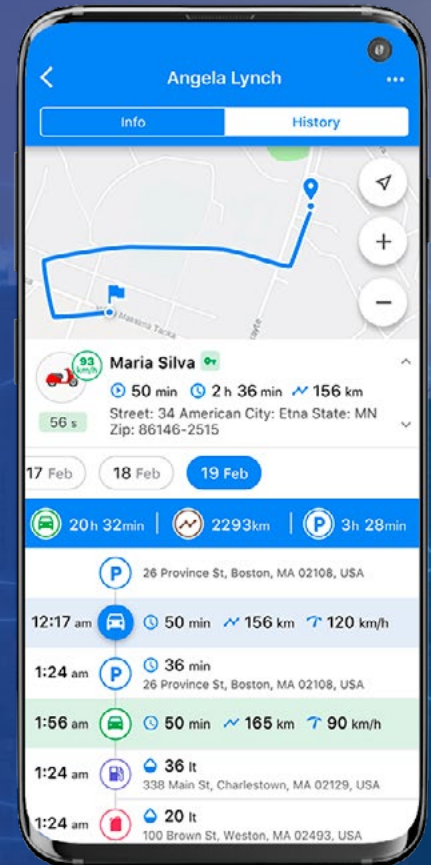 Angela Lynch
Info
History
Maksima Tacka
93
km/h
Maria Silva
50 min 2 h 36 min 156 km
56 s
Street: 34 American City: Etna State: MN
Zip: 86146-2515
17 Feb
18 Feb
19 Feb
20h 32min 2293km P 3h 28min
P 26 Province St, Boston, MA 02108, USA
12:17 am 50 min 156 km 120 km/h
1:24 am P 36 min
26 Province St, Boston, MA 02108, USA
1:56 am 50 min 165 km 90 km/h
1:24 am 36 lt
338 Main St, Charlestown, MA 02129, USA
1:24 am 20 lt
100 Brown St, Weston, MA 02493, USA